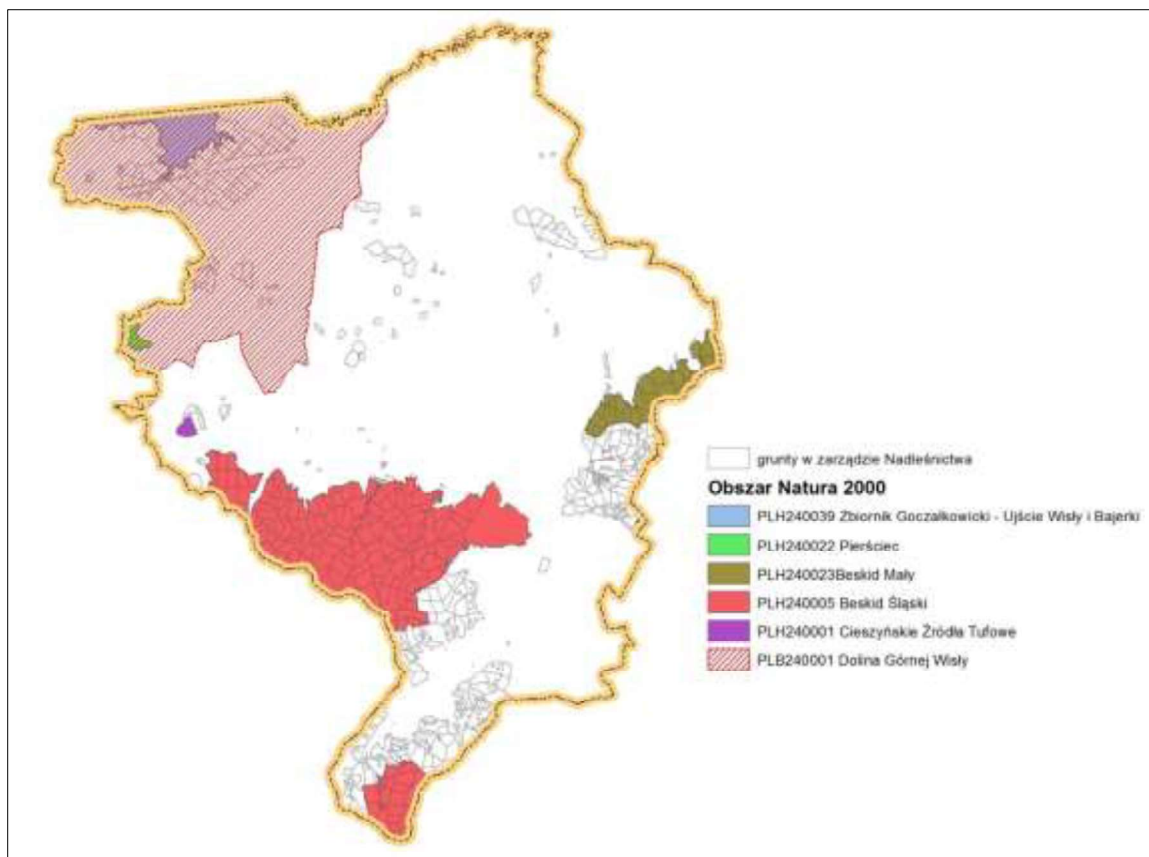 grunty w zarządzie Nadleśnictwa
Obszar Natura 2000
PLH240039 Zbiornik Goczałkowicki - Ujście Wisły i Bajerki
PLH240022 Pierściec
PLH240023Beskid Mały
PLH240005 Beskid Śląski
PLH240001 Cieszyńskie Źródła Tufowe
PLB240001 Dolina Górnej Wisły